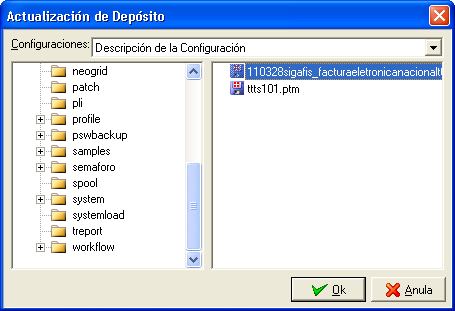 Actualización de Depósito
Configuraciones: Descripción de la Configuración
neogrid
patch
pli
profile
pswbackup
samples
semaforo
spool
system
systemload
treport
workflow
110328sigafis_facturaeletronicanacionaltt
ttts101.ptm
Ok
Anula